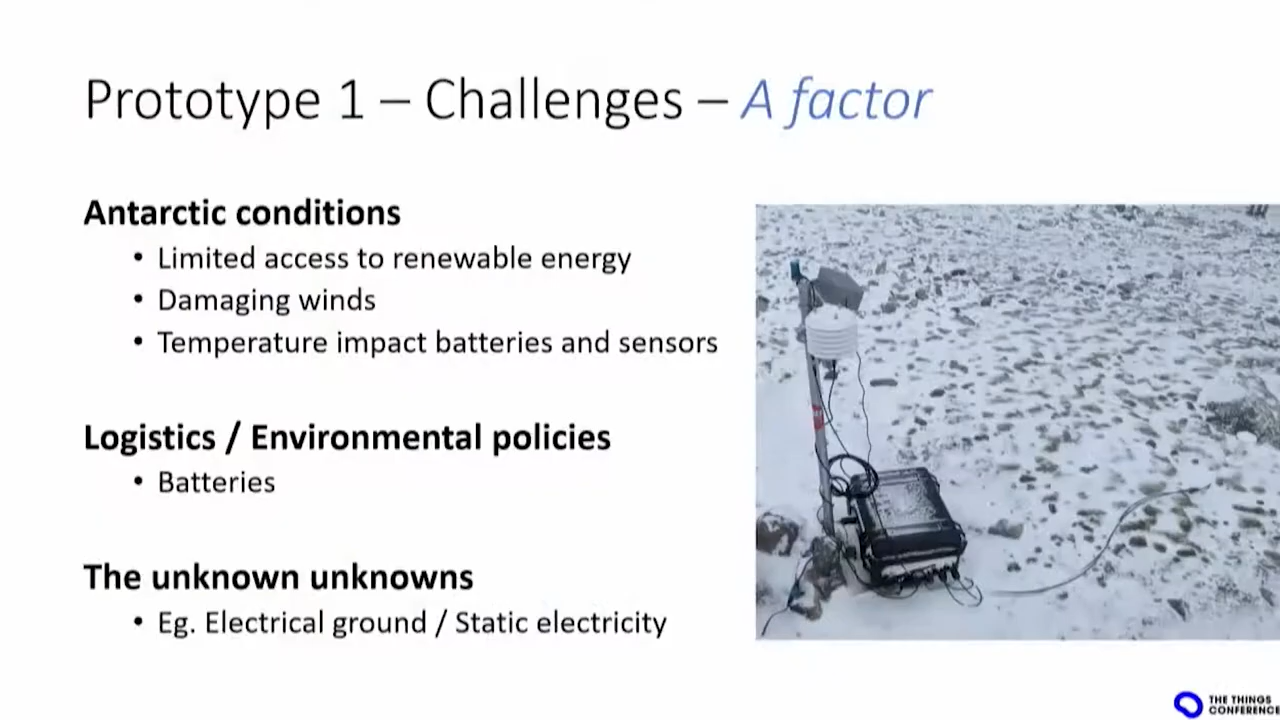 Prototype 1 – Challenges – A factor
Antarctic conditions
• Limited access to renewable energy
• Damaging winds
• Temperature impact batteries and sensors
Logistics / Environmental policies
• Batteries
The unknown unknowns
• Eg. Electrical ground / Static electricity
THE THINGS
CONFERENCE